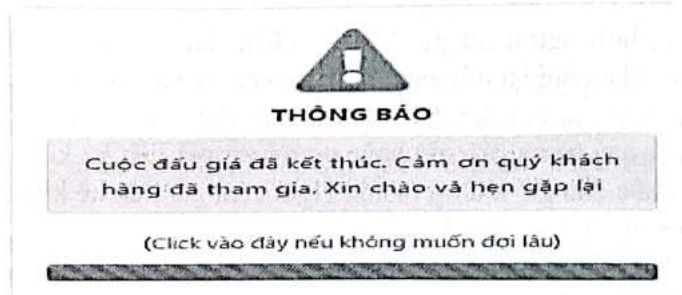 THÔNG BÁO
Cuộc đấu giá đã kết thúc. Cảm ơn quý khách
hàng đã tham gia. Xin chào và hẹn gặp lại
(Click vào đây nếu không muốn đợi lâu)